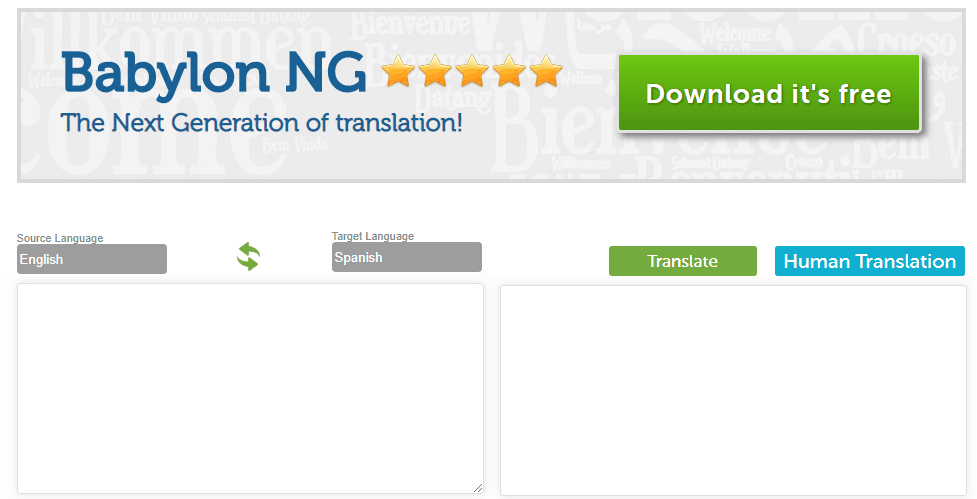 Babylon NG
The Next Generation of translation!
Download it's free
Source Language
English
Target Language
Spanish
Translate
Human Translation